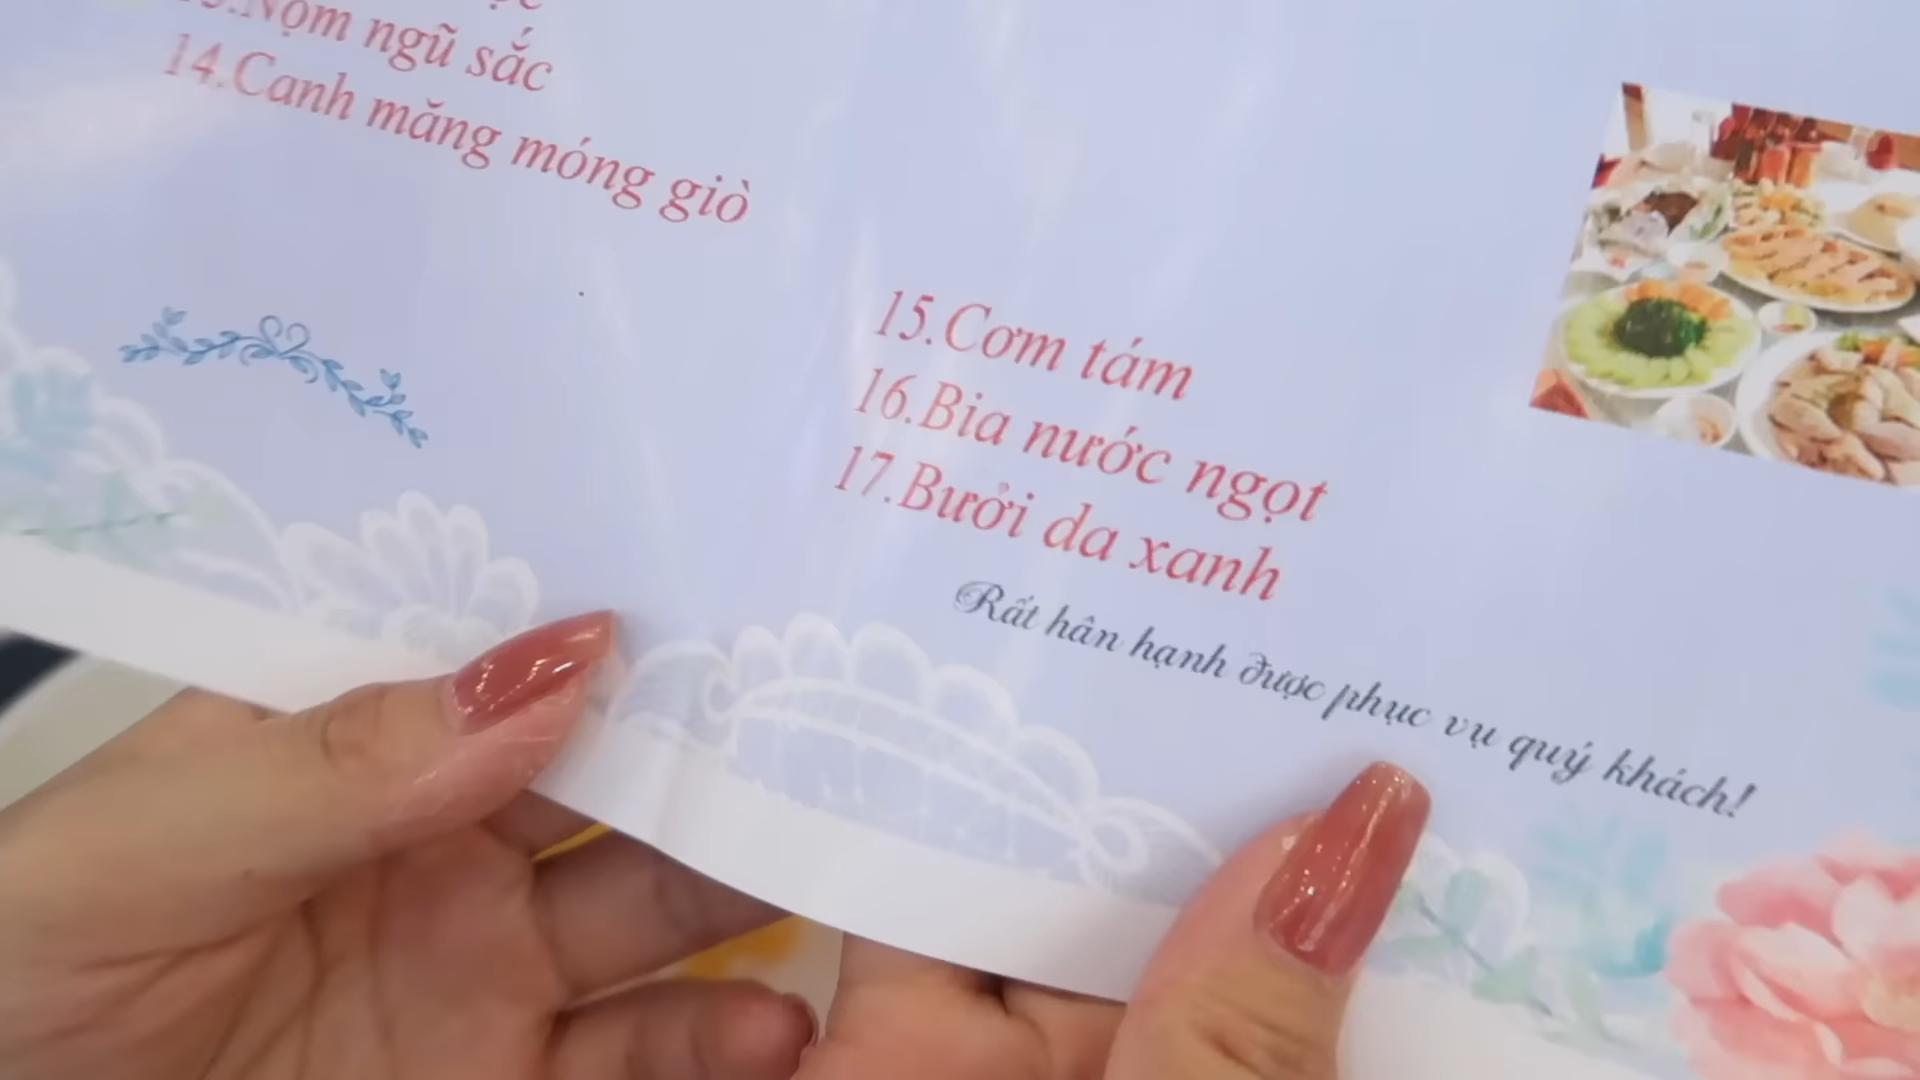 13.Nộm ngũ sắc
14.Canh măng móng giò
15.Cơm tám
16.Bia nước ngọt
17.Bưởi da xanh
Rất hân hạnh được phục vụ quý khách!